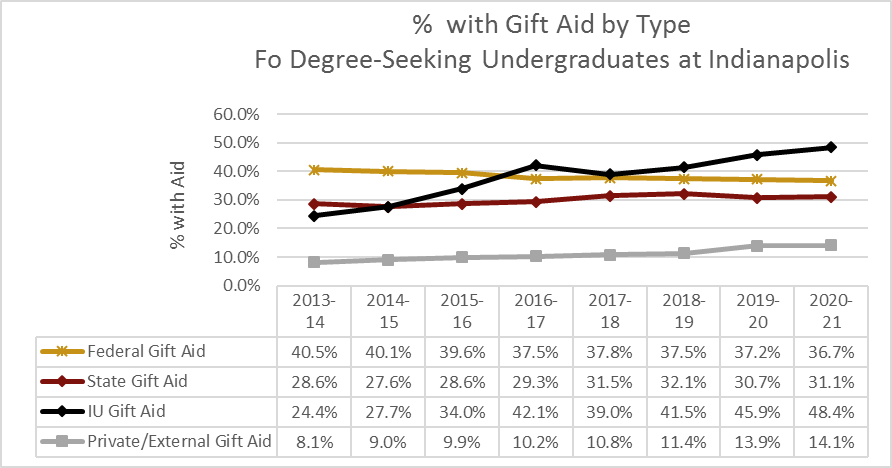 %  with Gift Aid by Type
Fo Degree-Seeking Undergraduates at Indianapolis
% with Aid
60.0%
50.0%
40.0%
30.0%
20.0%
10.0%
0.0%
2013-14 2014-15 2015-16 2016-17 2017-18 2018-19 2019-20 2020-21
Federal Gift Aid 40.5% 40.1% 39.6% 37.5% 37.8% 37.5% 37.2% 36.7%
State Gift Aid 28.6% 27.6% 28.6% 29.3% 31.5% 32.1% 30.7% 31.1%
IU Gift Aid 24.4% 27.7% 34.0% 42.1% 39.0% 41.5% 45.9% 48.4%
Private/External Gift Aid 8.1% 9.0% 9.9% 10.2% 10.8% 11.4% 13.9% 14.1%